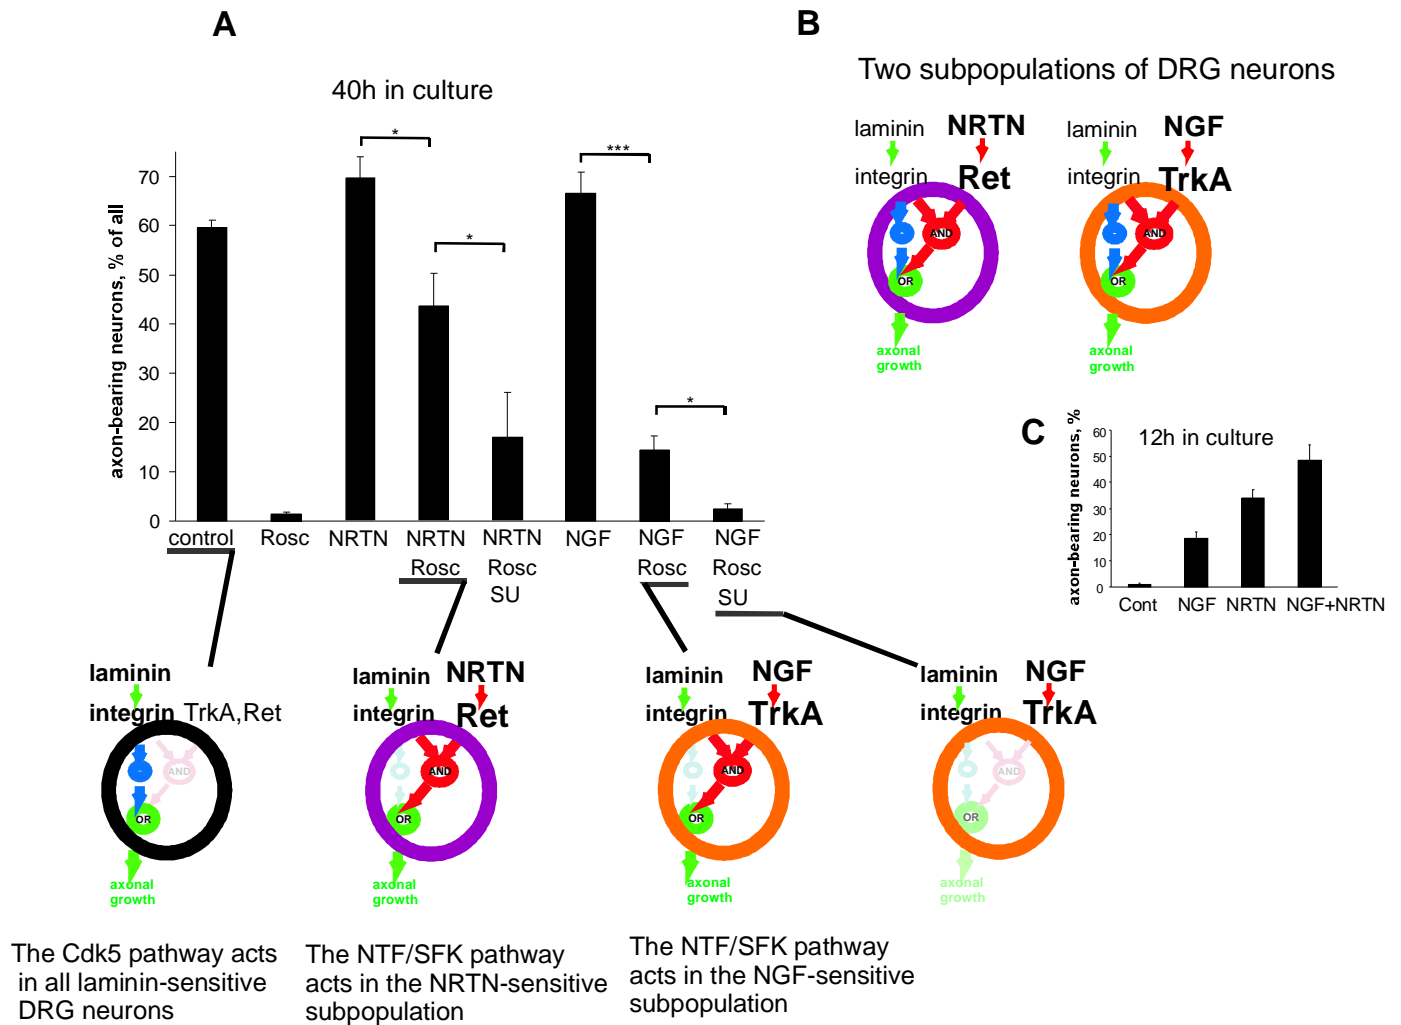 A
40h in culture
axon-bearing neurons, % of all
70
60
50
40
30
20
10
0
*
*
***
*
control
Rosc
NRTN
NRTN
Rosc
NRTN
Rosc
SU
NGF
NGF
Rosc
NGF
Rosc
SU
B
Two subpopulations of DRG neurons
laminin NRTN
integrin Ret
AND
OR
axonal
growth
laminin NGF
integrin TrkA
AND
OR
axonal
growth
C
12h in culture
axon-bearing neurons, %
60
50
40
30
20
10
0
Cont NGF NRTN NGF+NRTN
laminin
integrin TrkA,Ret
AND
OR
axonal
growth
The Cdk5 pathway acts
in all laminin-sensitive
DRG neurons
laminin NRTN
integrin Ret
AND
OR
axonal
growth
The NTF/SFK pathway
acts in the NRTN-sensitive
subpopulation
laminin NGF
integrin TrkA
AND
OR
axonal
growth
The NTF/SFK pathway
acts in the NGF-sensitive
subpopulation
laminin NGF
integrin TrkA
AND
OR
axonal
growth